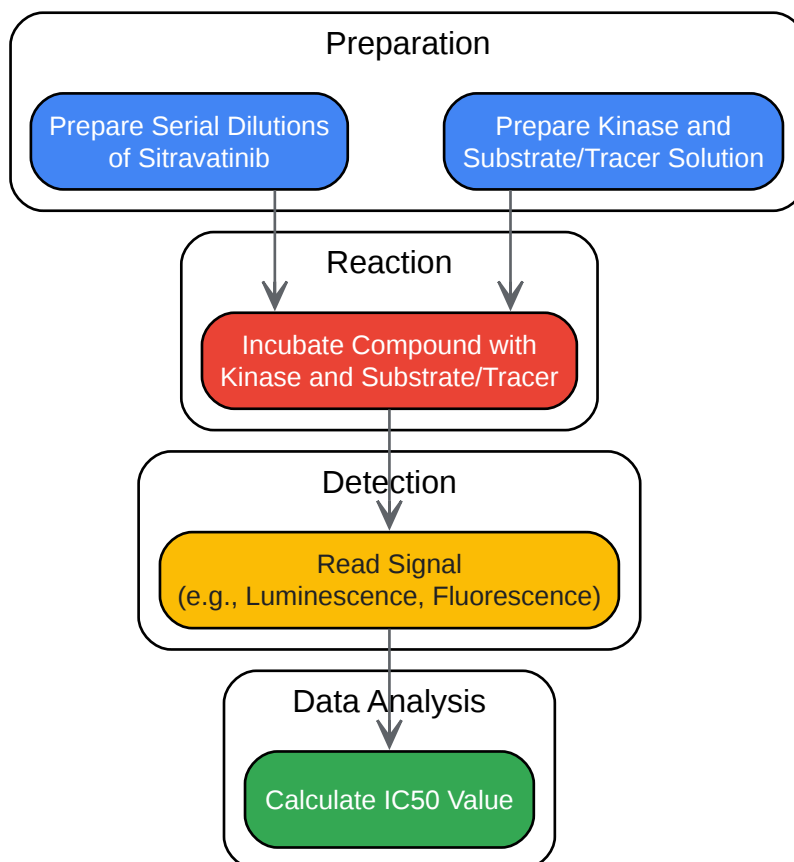 Preparation
Prepare Serial Dilutions
of Sitravatinib
Prepare Kinase and
Substrate/Tracer Solution
Reaction
Incubate Compound with
Kinase and Substrate/Tracer
Detection
Read Signal
(e.g., Luminescence, Fluorescence)
Data Analysis
Calculate IC50 Value